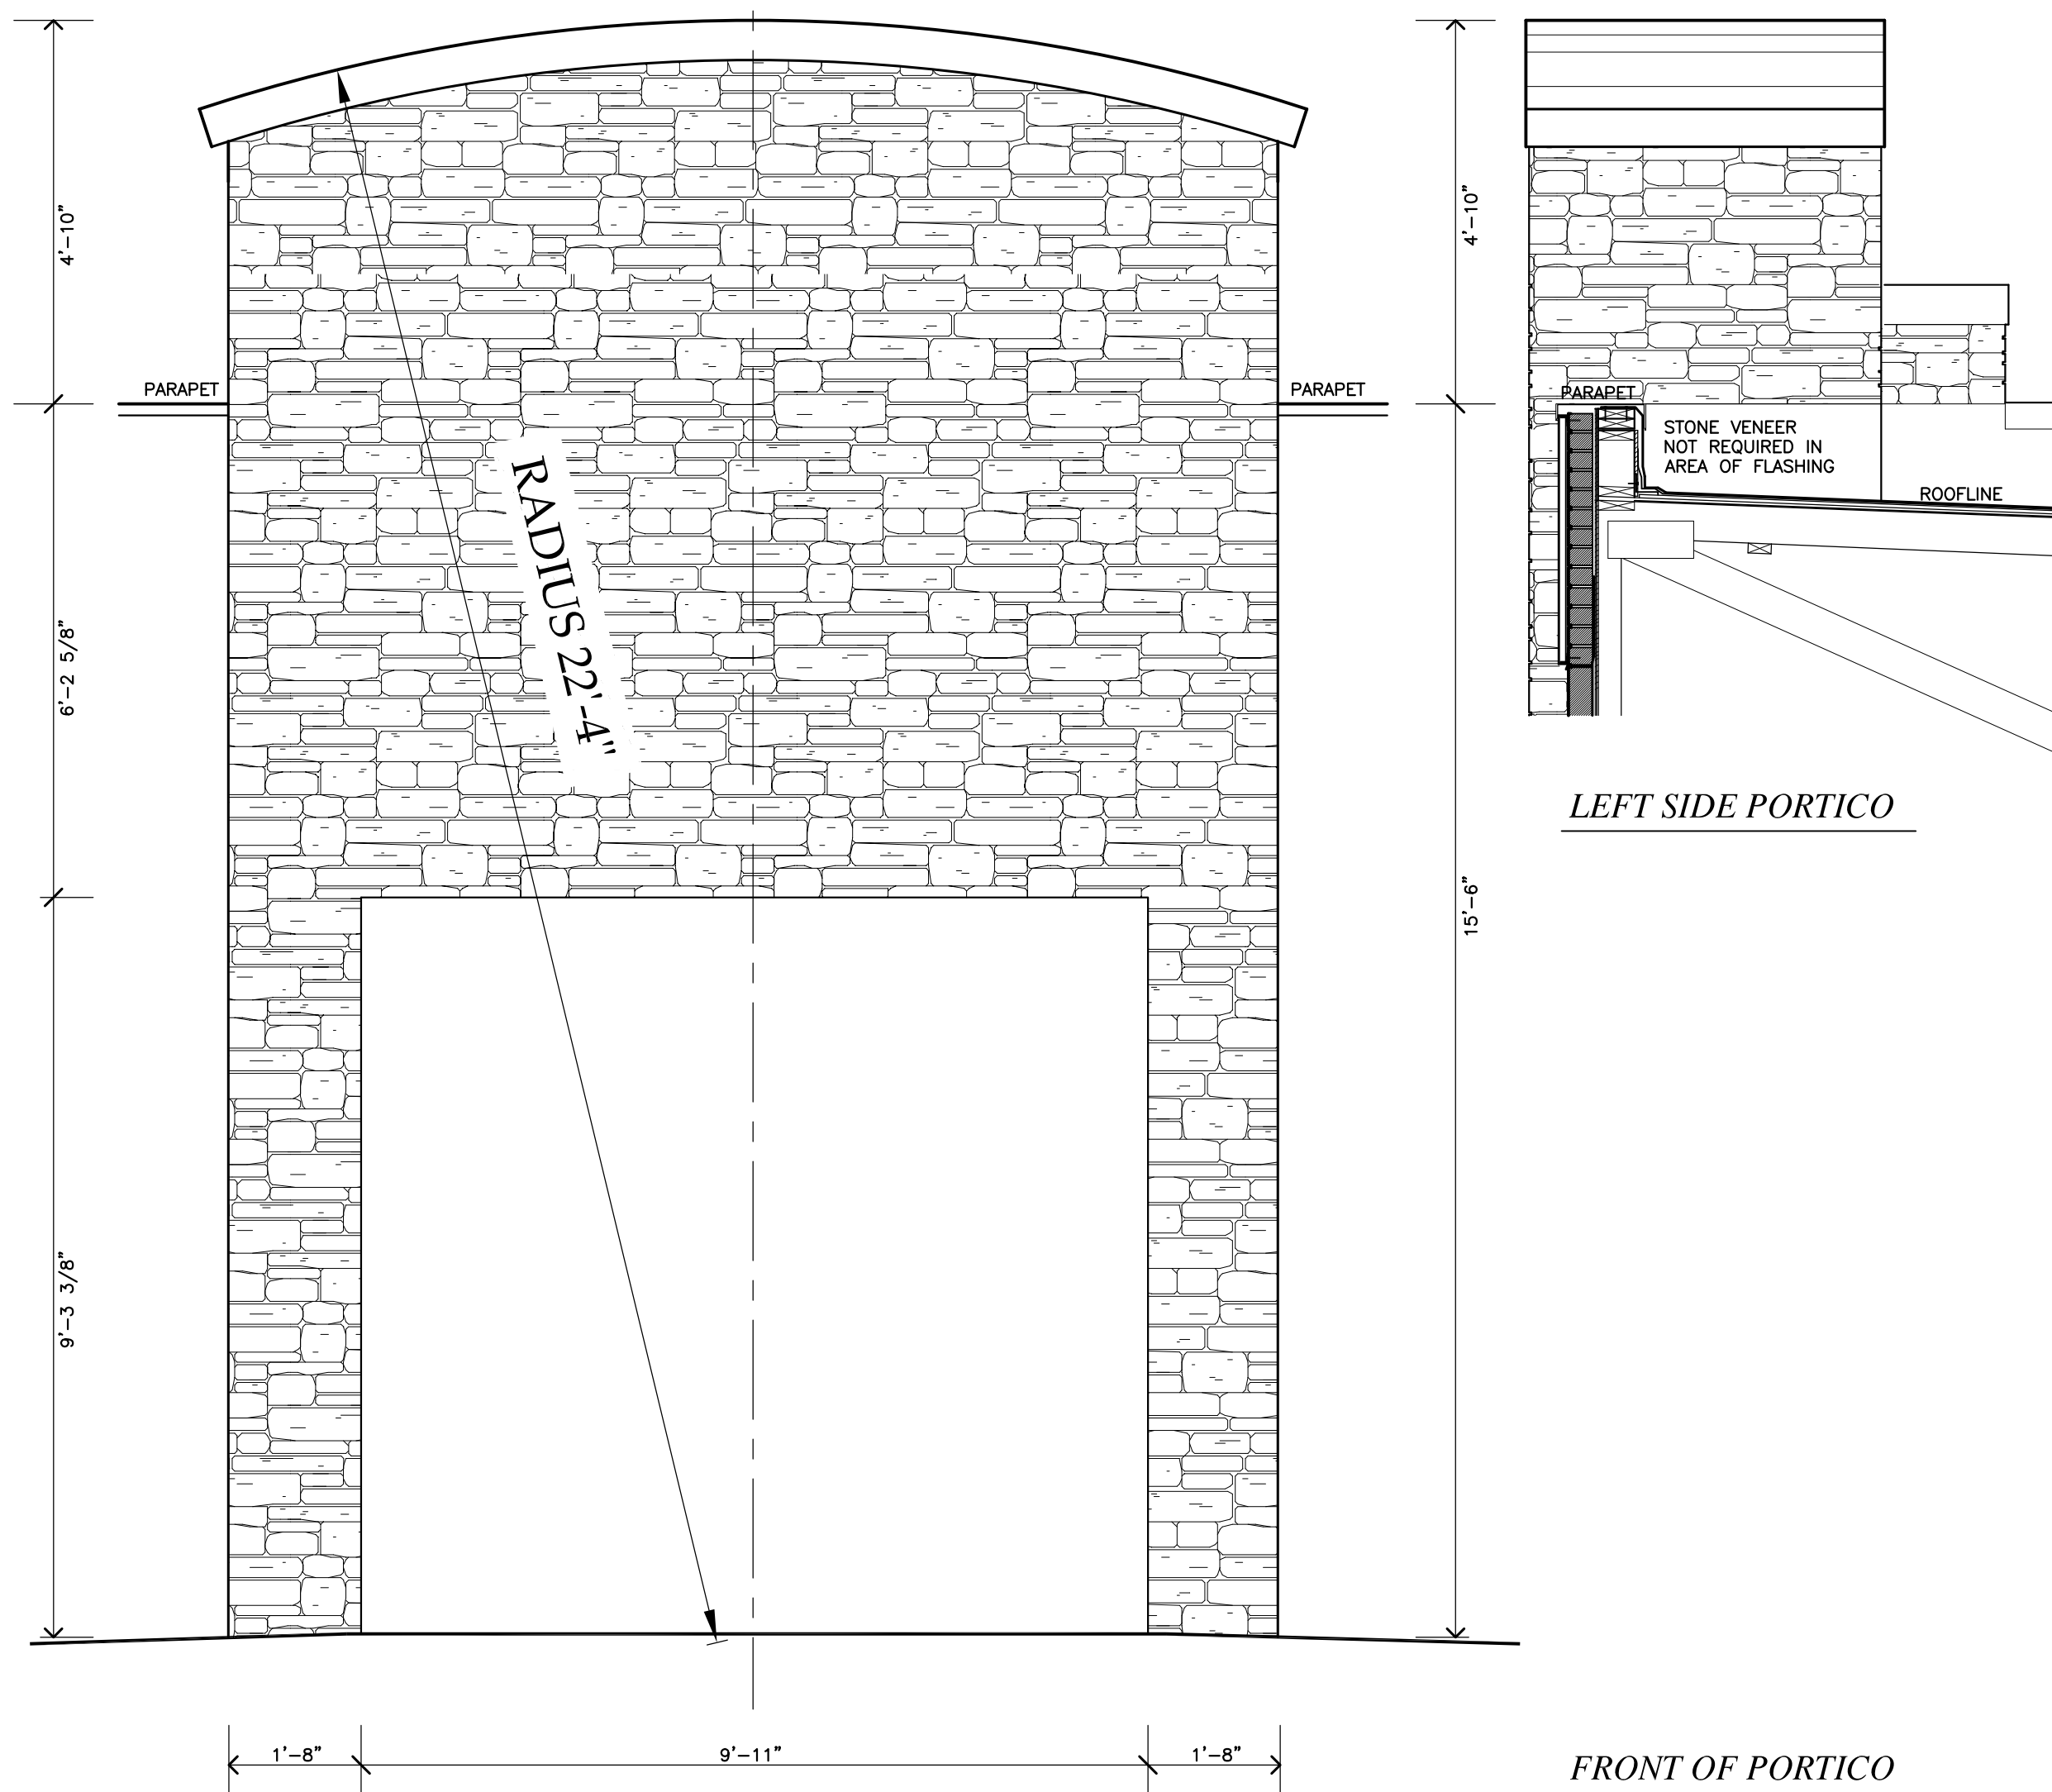 4'-10"
4'-10"
PARAPET
PARAPET
PARAPET
STONE VENEER
NOT REQUIRED IN
AREA OF FLASHING
ROOFLINE
RADIUS 22'-4"
6'-2 5/8"
LEFT SIDE PORTICO
15'-6"
9'-3 3/8"
1'-8"
9'-11"
1'-8"
FRONT OF PORTICO